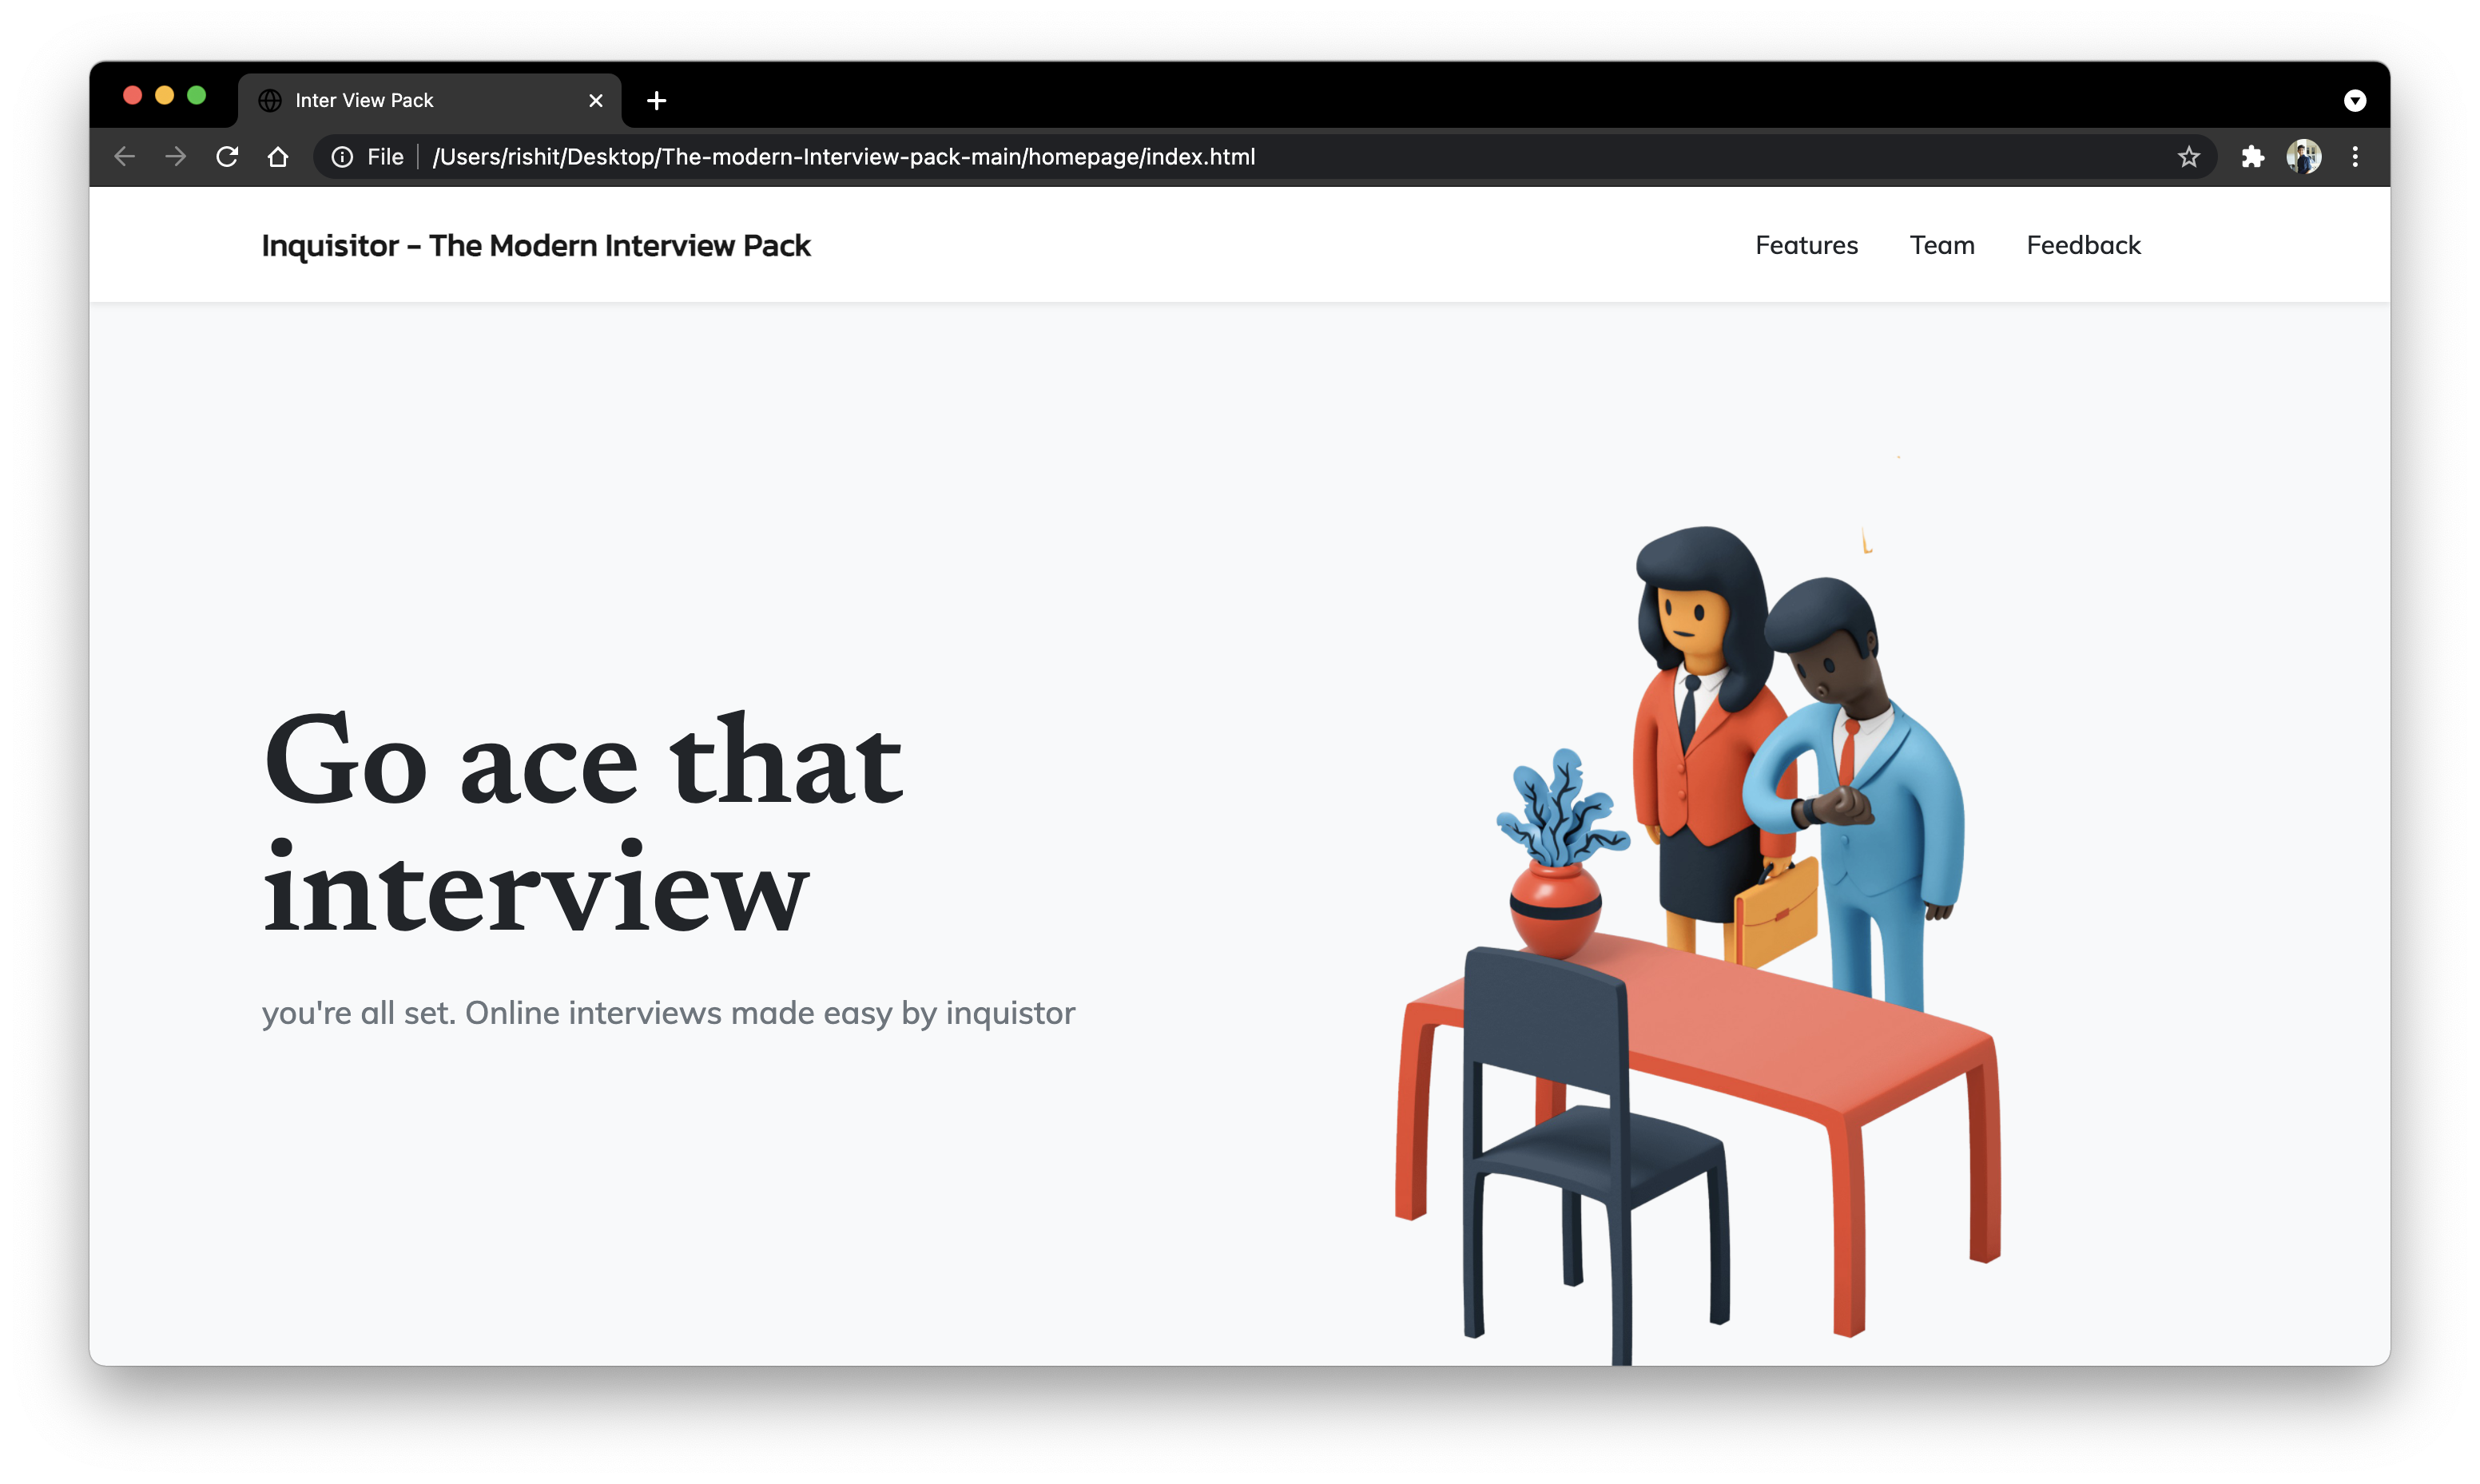 Inter View Pack
File /Users/rishit/Desktop/The-modern-Interview-pack-main/homepage/index.html
Inquisitor - The Modern Interview Pack
Features Team Feedback
Go ace that
interview
you're all set. Online interviews made easy by inquistor